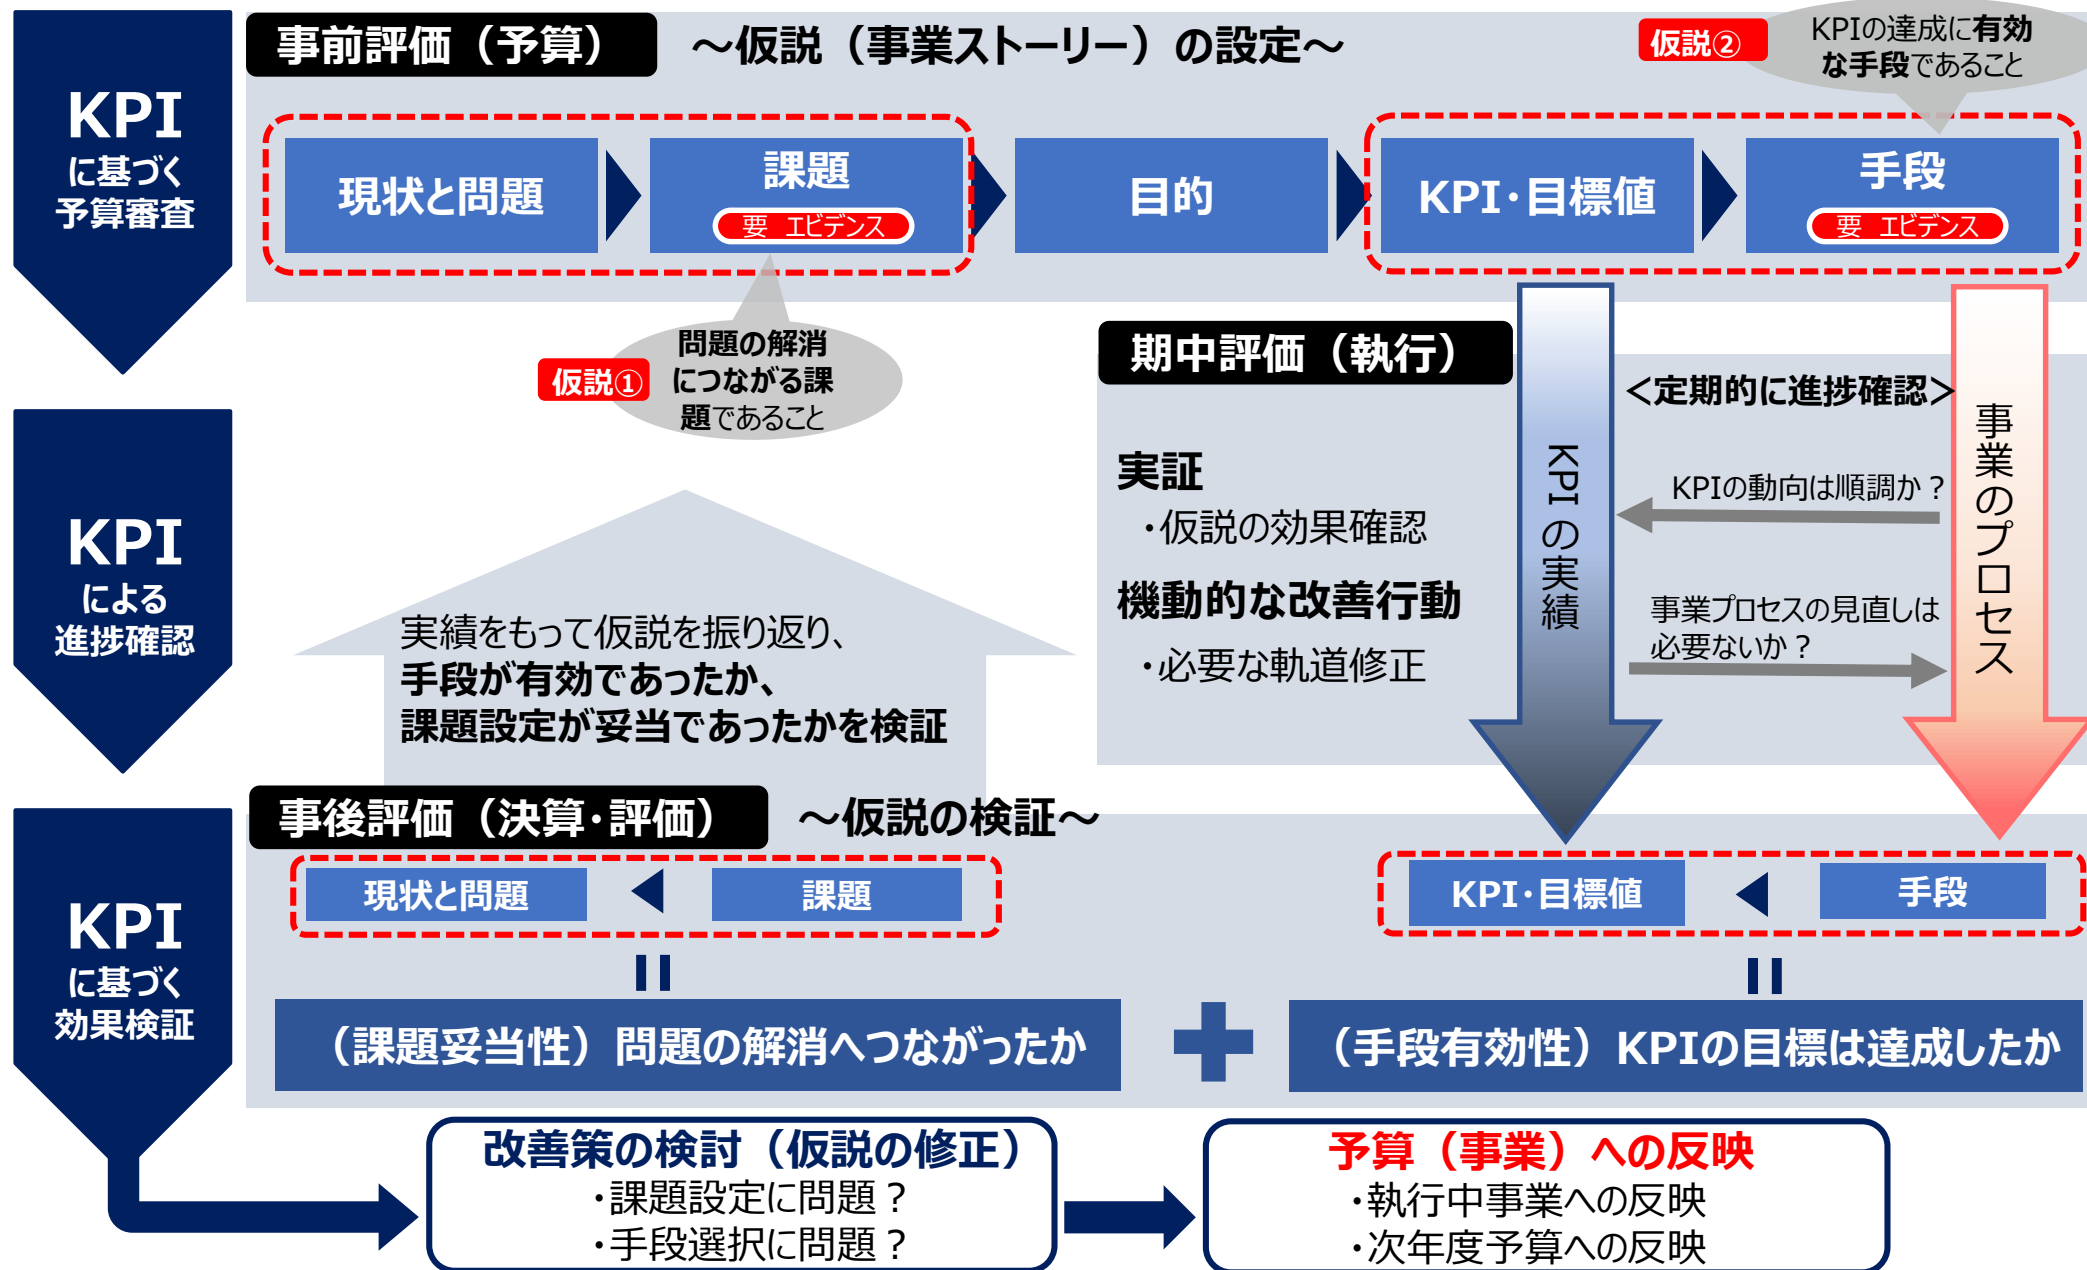 KPI
に基づく
予算審査
事前評価（予算）
～仮説（事業ストーリー）の設定～
仮説②
KPIの達成に有効
な手段であること
現状と問題
課題
要　エビデンス
目的
KPI・目標値
手段
要　エビデンス
仮説①
問題の解消
につながる課
題であること
KPI
による
進捗確認
期中評価（執行）
＜定期的に進捗確認＞
実証
・仮説の効果確認
機動的な改善行動
・必要な軌道修正
KPIの実績
KPIの動向は順調か？
事業プロセスの見直しは
必要ないか？
事業のプロセス
実績をもって仮説を振り返り、
手段が有効であったか、
課題設定が妥当であったかを検証
KPI
に基づく
効果検証
事後評価（決算・評価）
～仮説の検証～
現状と問題
課題
KPI・目標値
手段
（課題妥当性）問題の解消へつながったか
（手段有効性）KPIの目標は達成したか
改善策の検討（仮説の修正）
・課題設定に問題？
・手段選択に問題？
予算（事業）への反映
・執行中事業への反映
・次年度予算への反映